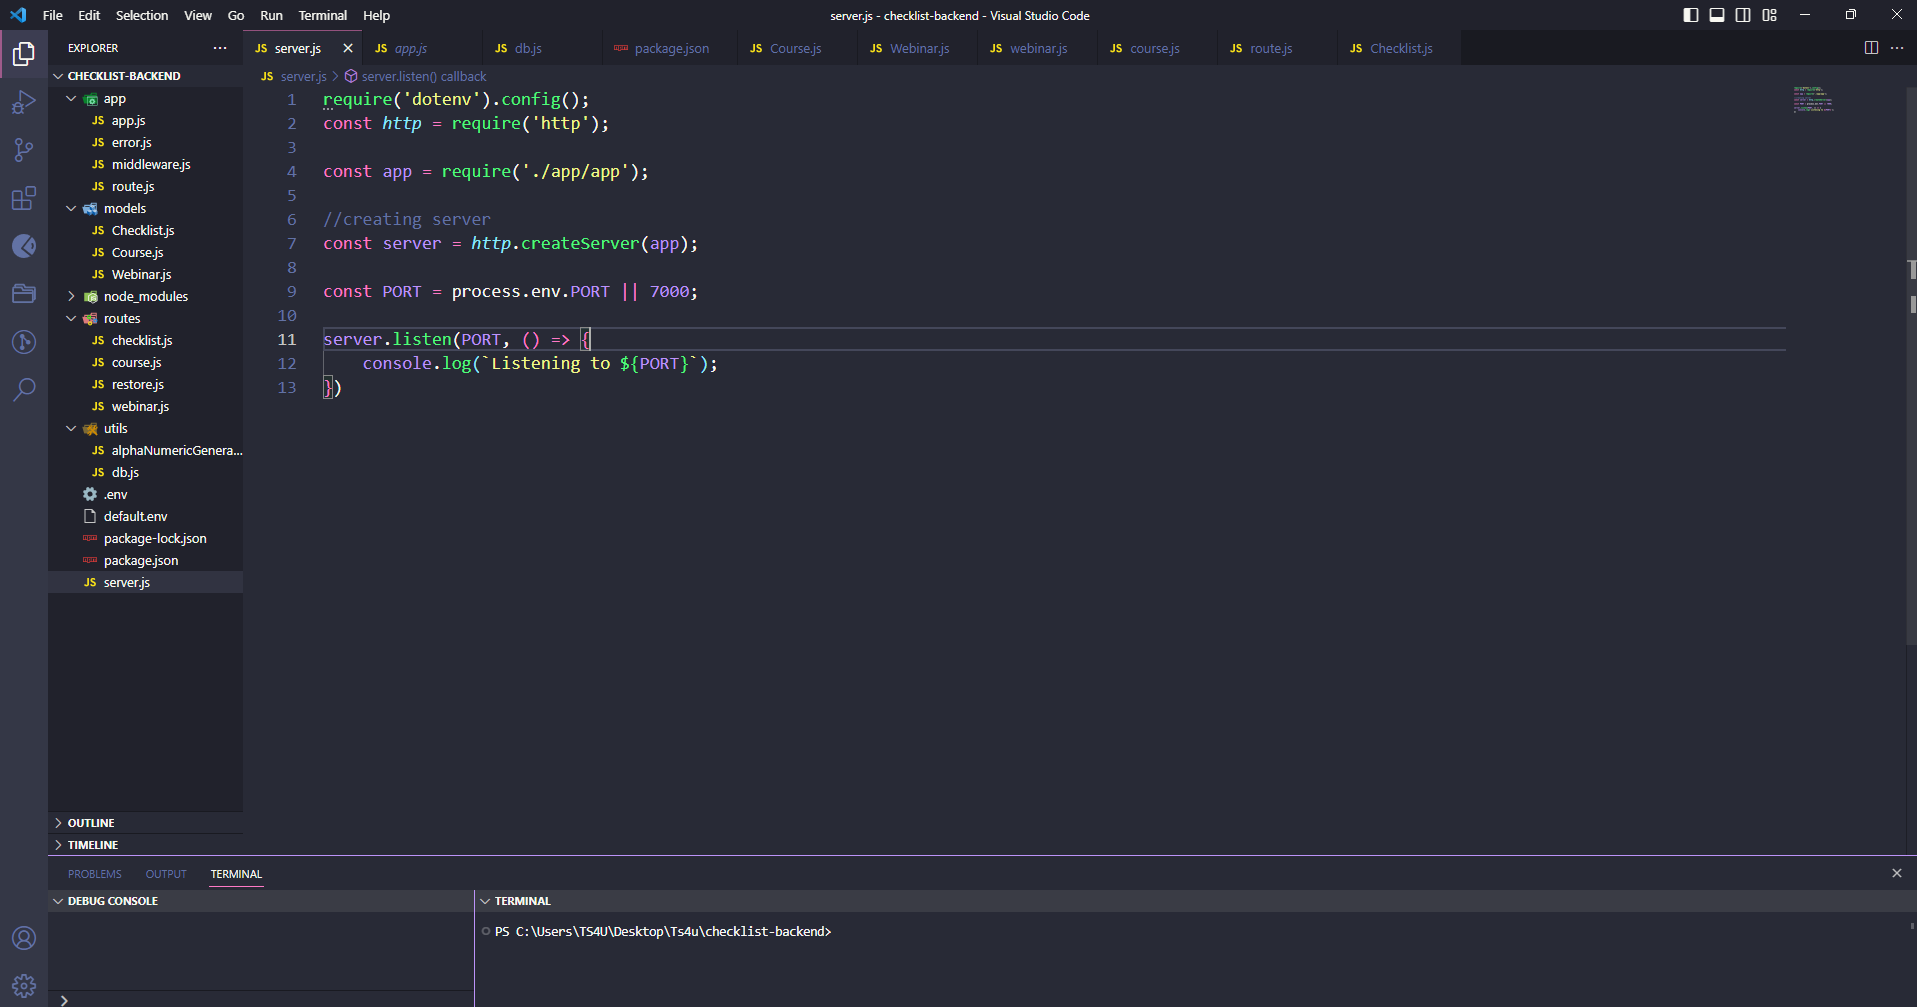 File Edit Selection View Go Run Terminal Help
server.js - checklist-backend - Visual Studio Code
EXPLORER ···
JS server.js
JS app.js
JS db.js
package.json
JS Course.js
JS Webinar.js
JS webinar.js
JS course.js
JS route.js
JS Checklist.js
CHECKLIST-BACKEND
app
JS app.js
JS error.js
JS middleware.js
JS route.js
models
JS Checklist.js
JS Course.js
JS Webinar.js
node_modules
routes
JS checklist.js
JS course.js
JS restore.js
JS webinar.js
utils
JS alphaNumericGenera...
JS db.js
.env
default.env
package-lock.json
package.json
JS server.js
OUTLINE
TIMELINE
JS server.js > server.listen() callback
1 require('dotenv').config();
2 const http = require('http');
3
4 const app = require('./app/app');
5
6 //creating server
7 const server = http.createServer(app);
8
9 const PORT = process.env.PORT || 7000;
10
11 server.listen(PORT, () => {
12 console.log(`Listening to ${PORT}`);
13 })
PROBLEMS OUTPUT TERMINAL
DEBUG CONSOLE
TERMINAL
PS C:\Users\TS4U\Desktop\Ts4u\checklist-backend>